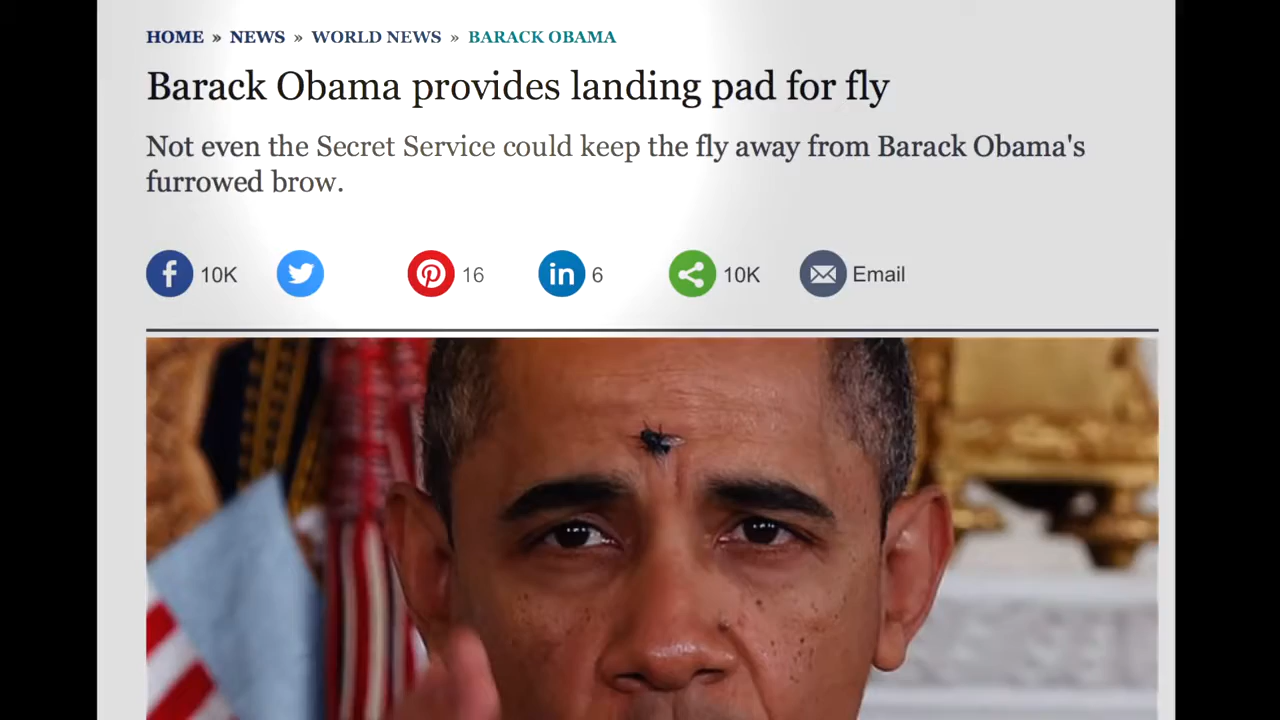 HOME » NEWS » WORLD NEWS » BARACK OBAMA
Barack Obama provides landing pad for fly
Not even the Secret Service could keep the fly away from Barack Obama's
furrowed brow.
f 10K 16 in 6 10K Email